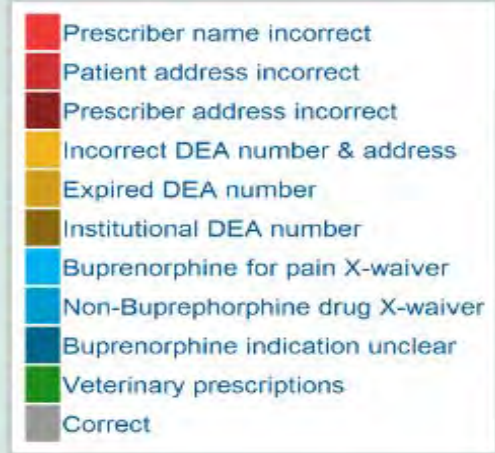 Prescriber name incorrect
Patient address incorrect
Prescriber address incorrect
Incorrect DEA number & address
Expired DEA number
Institutional DEA number
Buprenorphine for pain X-waiver
Non-Buprephorphine drug X-waiver
Buprenorphine indication unclear
Veterinary prescriptions
Correct